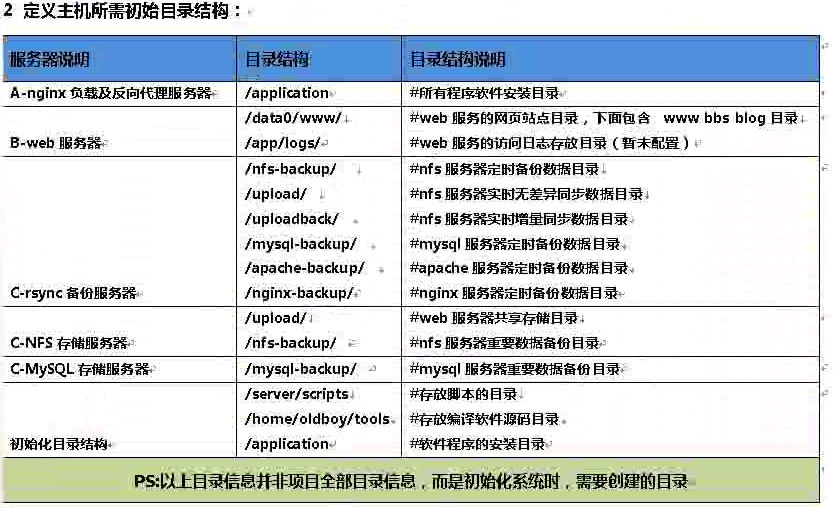 2 定义主机所需初始目录结构：
服务器说明 目录结构 目录结构说明
A-nginx 负载及反向代理服务器 /application #所有程序软件安装目录
/data0/www/ #web 服务的网页站点目录，下面包含 www bbs blog 目录
B-web 服务器 /app/logs/ #web 服务的访问日志存放目录（暂未配置）
/nfs-backup/ #nfs 服务器定时备份数据目录
/upload/ #nfs 服务器实时无差异同步数据目录
/uploadback/ #nfs 服务器实时增量同步数据目录
/mysql-backup/ #mysql 服务器定时备份数据目录
/apache-backup/ #apache 服务器定时备份数据目录
C-rsync 备份服务器 /nginx-backup/ #nginx 服务器定时备份数据目录
/upload/ #web 服务器共享存储目录
C-NFS 存储服务器 /nfs-backup/ #nfs 服务器重要数据备份目录
C-MySQL 存储服务器 /mysql-backup/ #mysql 服务器重要数据备份目录
/server/scripts #存放脚本的目录
/home/oldboy/tools #存放编译软件源码目录
初始化目录结构 /application #软件程序的安装目录
PS:以上目录信息并非项目全部目录信息，而是初始化系统时，需要创建的目录